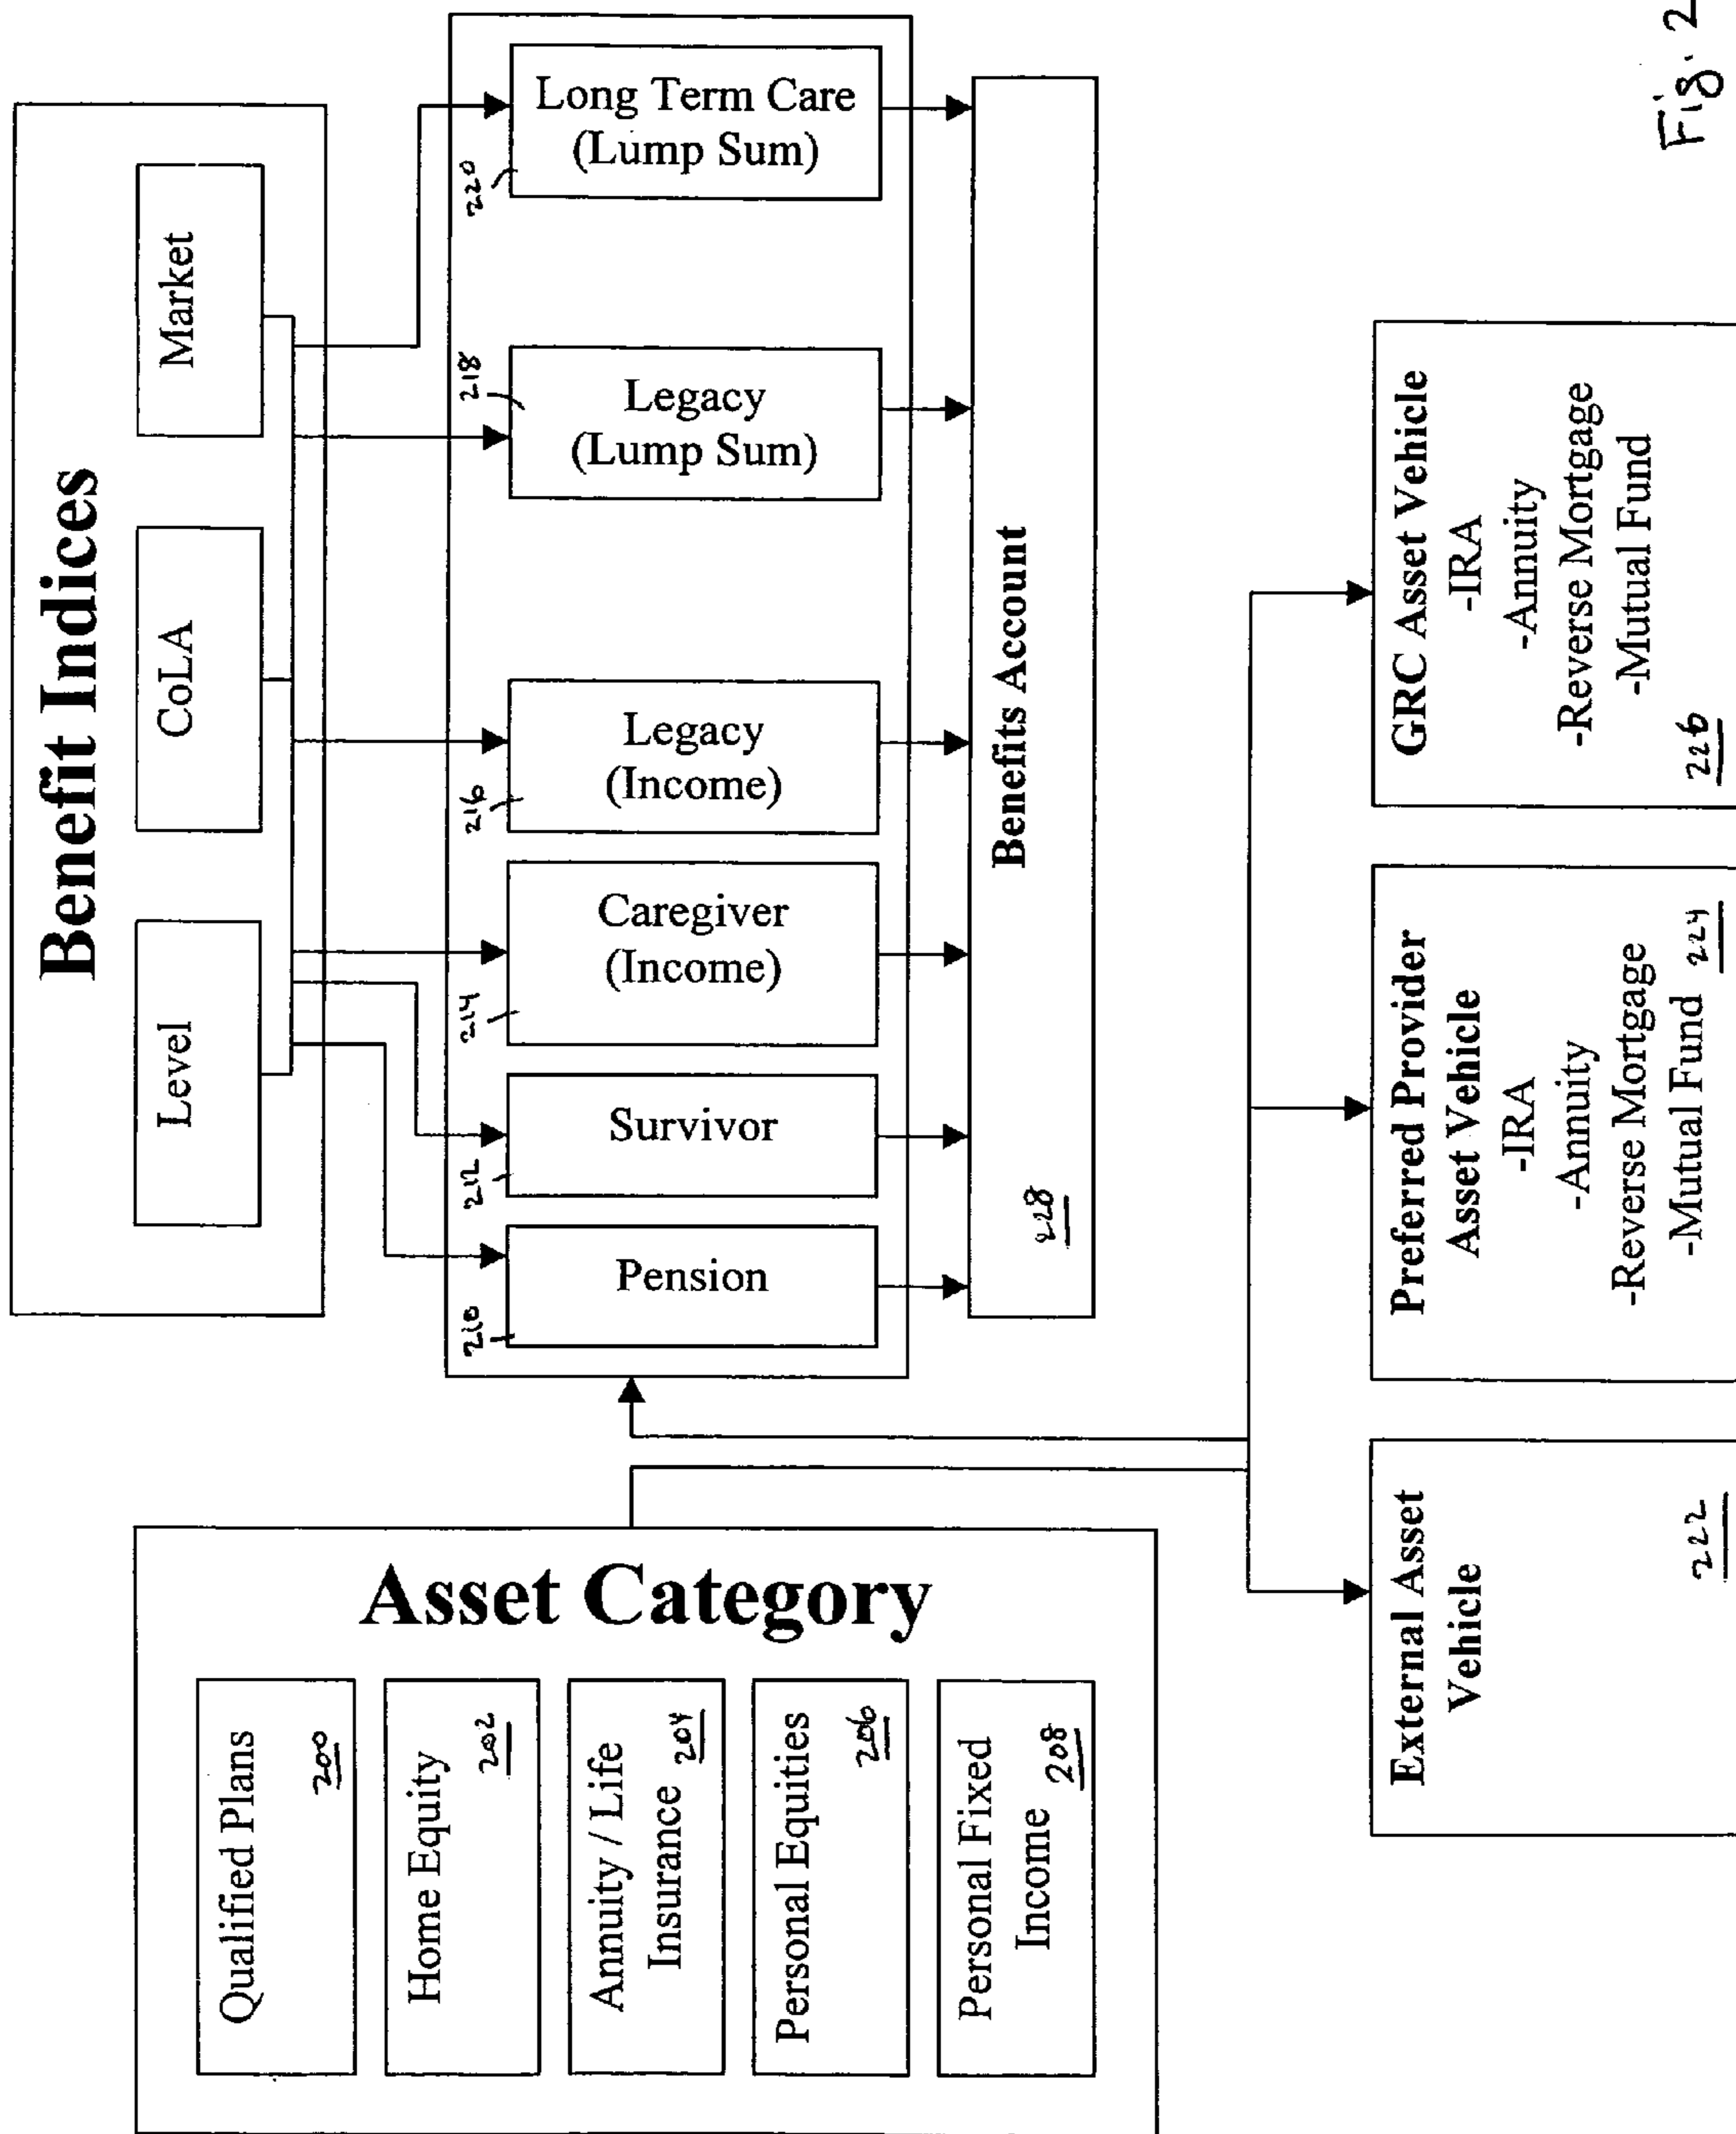 Benefit Indices
Level
CoLA
Market
Asset Category
Qualified Plans
200
Home Equity
202
Annuity / Life
Insurance
204
Personal Equities
206
Personal Fixed
Income
208
210
Pension
212
Survivor
214
Caregiver
(Income)
216
Legacy
(Income)
218
Legacy
(Lump Sum)
220
Long Term Care
(Lump Sum)
Benefits Account
228
External Asset
Vehicle
222
Preferred Provider
Asset Vehicle
-IRA
-Annuity
-Reverse Mortgage
-Mutual Fund
224
GRC Asset Vehicle
-IRA
-Annuity
-Reverse Mortgage
-Mutual Fund
226
Fig. 2